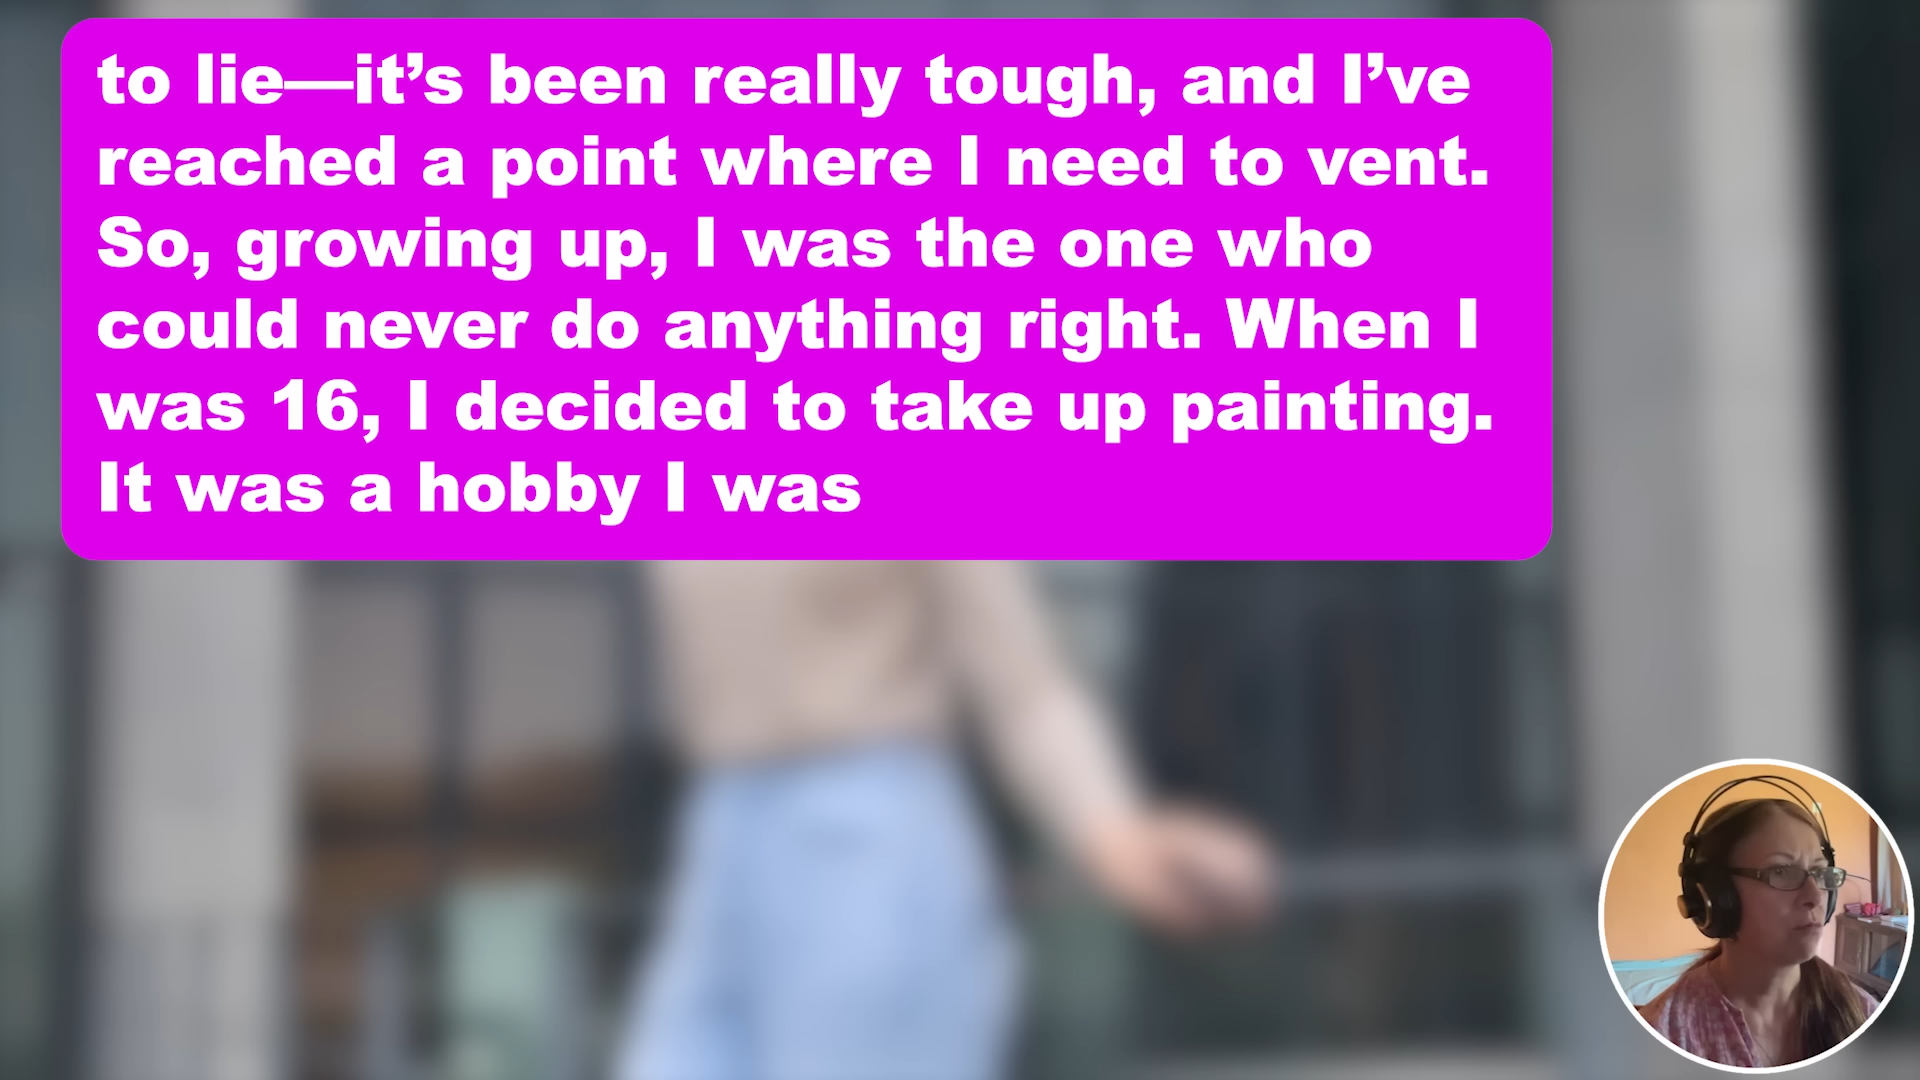 to lie—it’s been really tough, and I’ve
reached a point where I need to vent.
So, growing up, I was the one who
could never do anything right. When I
was 16, I decided to take up painting.
It was a hobby I was